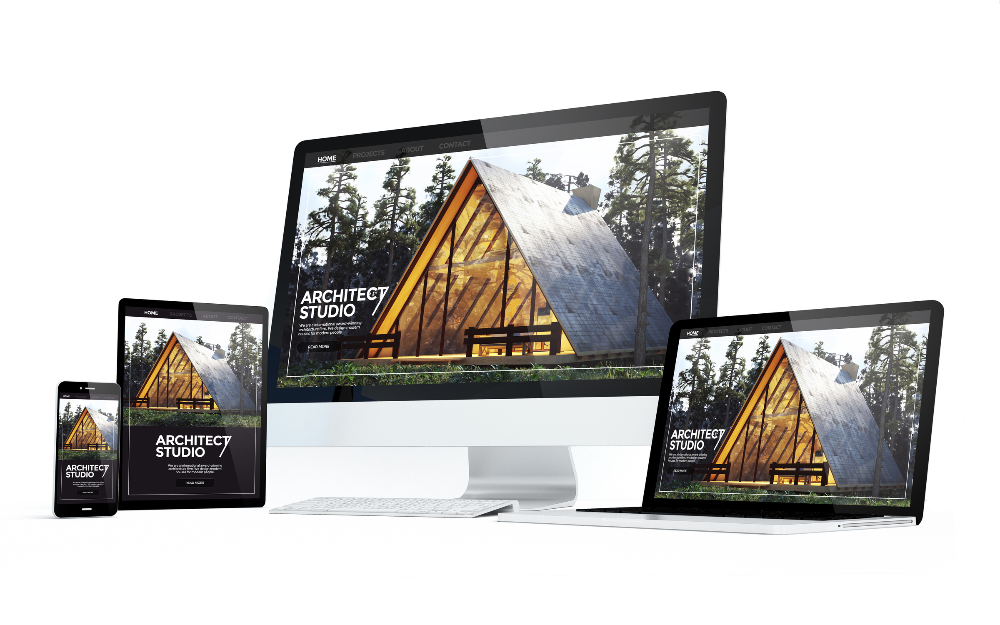 HOME PROJECTS ABOUT CONTACT
ARCHITECT
STUDIO
We are a international award-winning
architecture firm. We design modern
houses for modern people.
READ MORE
HOME PROJECTS ABOUT CONTACT
ARCHITECT
STUDIO
We are a international award-winning
architecture firm. We design modern
houses for modern people.
READ MORE
HOME PROJECTS ABOUT CONTACT
ARCHITECT
STUDIO
We are a international award-winning
architecture firm. We design modern
houses for modern people.
READ MORE
HOME PROJECTS ABOUT CONTACT
ARCHITECT
STUDIO
We are a international award-winning
architecture firm. We design modern
houses for modern people.
READ MORE